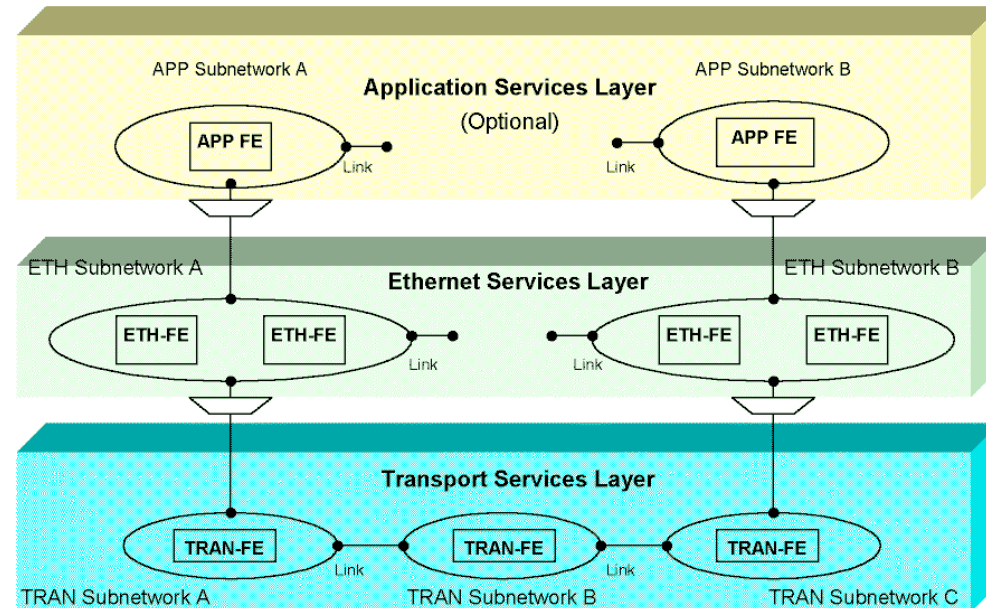 APP Subnetwork A
APP Subnetwork B
Application Services Layer
(Optional)
APP FE
APP FE
Link
Link
ETH Subnetwork A
ETH Subnetwork B
Ethernet Services Layer
ETH-FE
ETH-FE
ETH-FE
ETH-FE
Link
Link
Transport Services Layer
TRAN-FE
TRAN-FE
TRAN-FE
Link
Link
TRAN Subnetwork A
TRAN Subnetwork B
TRAN Subnetwork C